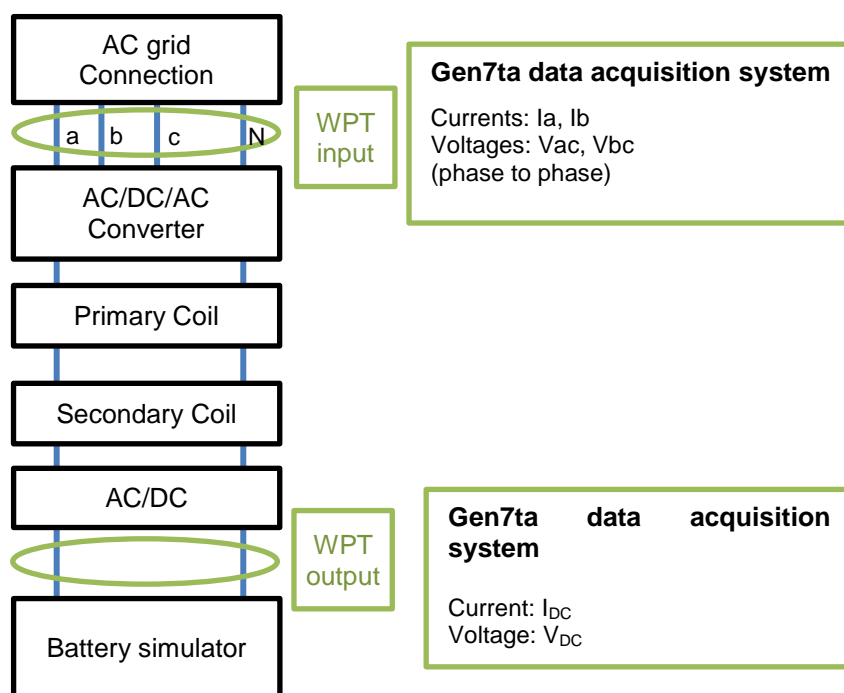 AC grid
Connection
a b c N
WPT
input
Gen7ta data acquisition system
Currents: Ia, Ib
Voltages: Vac, Vbc
(phase to phase)
AC/DC/AC
Converter
Primary Coil
Secondary Coil
AC/DC
WPT
output
Gen7ta data acquisition
system
Current: IDC
Voltage: VDC
Battery simulator